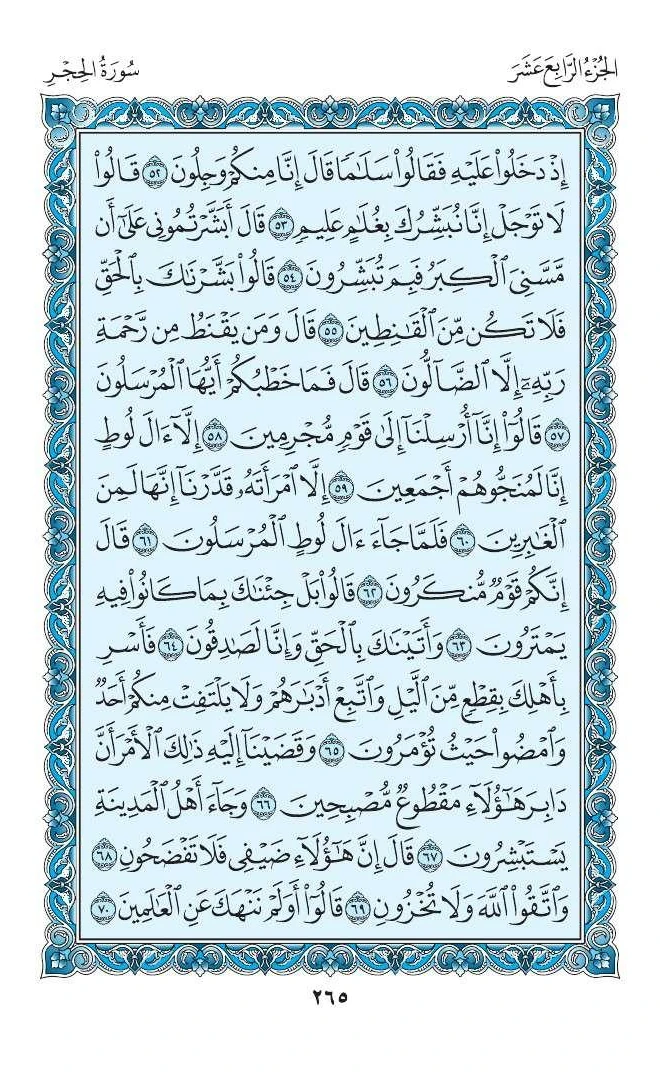 الجزء الرابع عشر
سورة الحجر
إِذْ دَخَلُوا۟ عَلَيْهِ فَقَالُوا۟ سَلَٰمًا قَالَ إِنَّا مِنكُمْ وَجِلُونَ ٥٢ قَالُوا۟
لَا تَوْجَلْ إِنَّا نُبَشِّرُكَ بِغُلَٰمٍ عَلِيمٍ ٥٣ قَالَ أَبَشَّرْتُمُونِى عَلَىٰٓ أَن
مَّسَّنِىَ ٱلْكِبَرُ فَبِمَ تُبَشِّرُونَ ٥٤ قَالُوا۟ بَشَّرْنَٰكَ بِٱلْحَقِّ
فَلَا تَكُن مِّنَ ٱلْقَٰنِطِينَ ٥٥ قَالَ وَمَن يَقْنَطُ مِن رَّحْمَةِ
رَبِّهِۦٓ إِلَّا ٱلضَّآلُّونَ ٥٦ قَالَ فَمَا خَطْبُكُمْ أَيُّهَا ٱلْمُرْسَلُونَ
٥٧ قَالُوٓا۟ إِنَّآ أُرْسِلْنَآ إِلَىٰ قَوْمٍ مُّجْرِمِينَ ٥٨ إِلَّآ ءَالَ لُوطٍ
إِنَّا لَمُنَجُّوهُمْ أَجْمَعِينَ ٥٩ إِلَّا ٱمْرَأَتَهُۥ قَدَّرْنَآ إِنَّهَا لَمِنَ
ٱلْغَٰبِرِينَ ٦٠ فَلَمَّا جَآءَ ءَالَ لُوطٍ ٱلْمُرْسَلُونَ ٦١ قَالَ
إِنَّكُمْ قَوْمٌ مُّنكَرُونَ ٦٢ قَالُوا۟ بَلْ جِئْنَٰكَ بِمَا كَانُوا۟ فِيهِ
يَمْتَرُونَ ٦٣ وَأَتَيْنَٰكَ بِٱلْحَقِّ وَإِنَّا لَصَٰدِقُونَ ٦٤ فَأَسْرِ
بِأَهْلِكَ بِقِطْعٍ مِّنَ ٱلَّيْلِ وَٱتَّبِعْ أَدْبَٰرَهُمْ وَلَا يَلْتَفِتْ مِنكُمْ أَحَدٌ
وَٱمْضُوا۟ حَيْثُ تُؤْمَرُونَ ٦٥ وَقَضَيْنَآ إِلَيْهِ ذَٰلِكَ ٱلْأَمْرَ أَنَّ
دَابِرَ هَٰٓؤُلَآءِ مَقْطُوعٌ مُّصْبِحِينَ ٦٦ وَجَآءَ أَهْلُ ٱلْمَدِينَةِ
يَسْتَبْشِرُونَ ٦٧ قَالَ إِنَّ هَٰٓؤُلَآءِ ضَيْفِى فَلَا تَفْضَحُونِ ٦٨
وَٱتَّقُوا۟ ٱللَّهَ وَلَا تُخْزُونِ ٦٩ قَالُوٓا۟ أَوَلَمْ نَنْهَكَ عَنِ ٱلْعَٰلَمِينَ ٧٠
٢٦٥